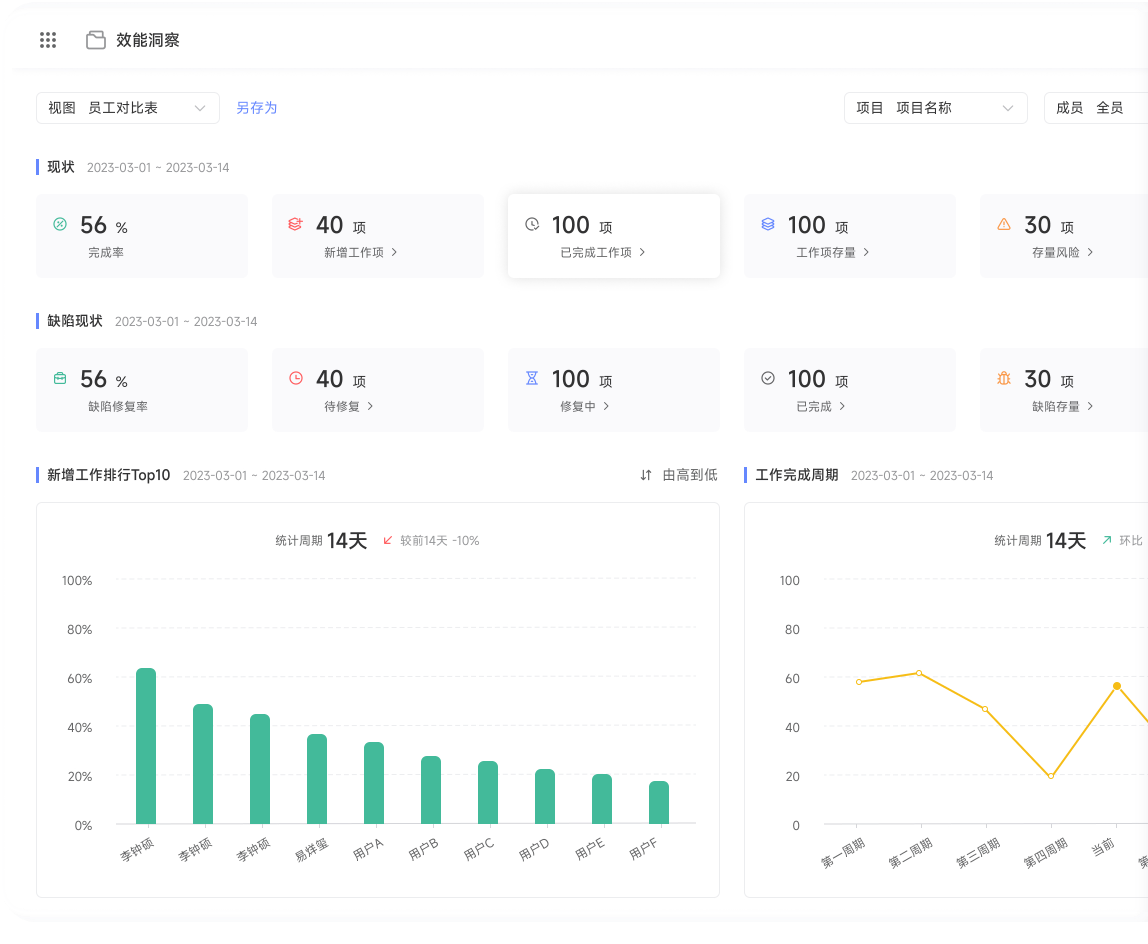 效能洞察
视图 员工对比表 另存为 项目 项目名称 成员 全员
现状 2023-03-01 ~ 2023-03-14
56 % 40 项 100 项 100 项 30 项
完成率 新增工作项 已完成工作项 工作项存量 存量风险
缺陷现状 2023-03-01 ~ 2023-03-14
56 % 40 项 100 项 100 项 30 项
缺陷修复率 待修复 修复中 已完成 缺陷存量
新增工作排行Top10 2023-03-01 ~ 2023-03-14 由高到低
统计周期 14天 较前14天 -10%
100%
80%
60%
40%
20%
0%
李钟硕 李钟硕 李钟硕 易烊玺 用户A 用户B 用户C 用户D 用户E 用户F
工作完成周期 2023-03-01 ~ 2023-03-14
统计周期 14天 环比
100
80
60
40
20
0
第一周期 第二周期 第三周期 第四周期 当前